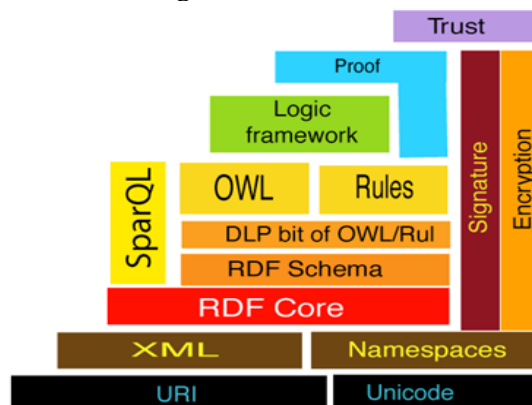 Trust
Proof
Logic
framework
Signature
Encryption
SparQL
OWL
Rules
DLP bit of OWL/Rul
RDF Schema
RDF Core
XML
Namespaces
URI
Unicode